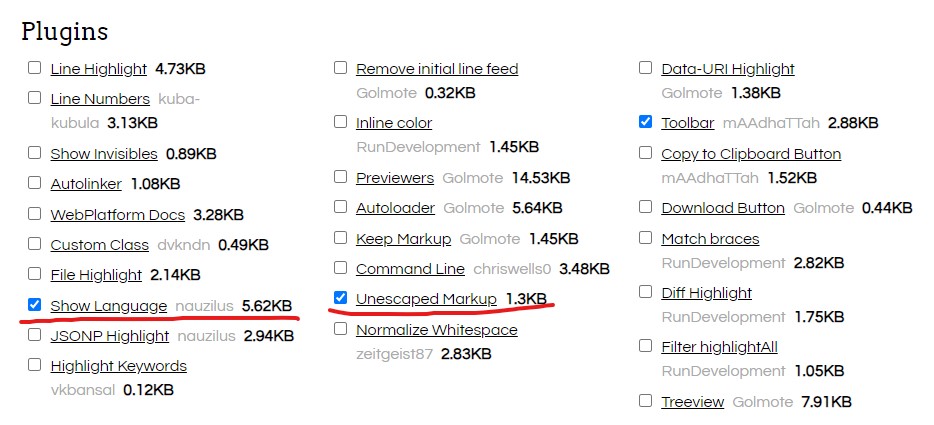 Plugins
Line Highlight 4.73KB
Line Numbers kuba-
kubula 3.13KB
Show Invisibles 0.89KB
Autolinker 1.08KB
WebPlatform Docs 3.28KB
Custom Class dvkndn 0.49KB
File Highlight 2.14KB
Show Language nauzilus 5.62KB
JSONP Highlight nauzilus 2.94KB
Highlight Keywords
vkbansal 0.12KB
Remove initial line feed
Golmote 0.32KB
Inline color
RunDevelopment 1.45KB
Previewers Golmote 14.53KB
Autoloader Golmote 5.64KB
Keep Markup Golmote 1.45KB
Command Line chriswells0 3.48KB
Unescaped Markup 1.3KB
Normalize Whitespace
zeitgeist87 2.83KB
Data-URI Highlight
Golmote 1.38KB
Toolbar mAAdhaTTah 2.88KB
Copy to Clipboard Button
mAAdhaTTah 1.52KB
Download Button Golmote 0.44KB
Match braces
RunDevelopment 2.82KB
Diff Highlight
RunDevelopment 1.75KB
Filter highlightAll
RunDevelopment 1.05KB
Treeview Golmote 7.91KB